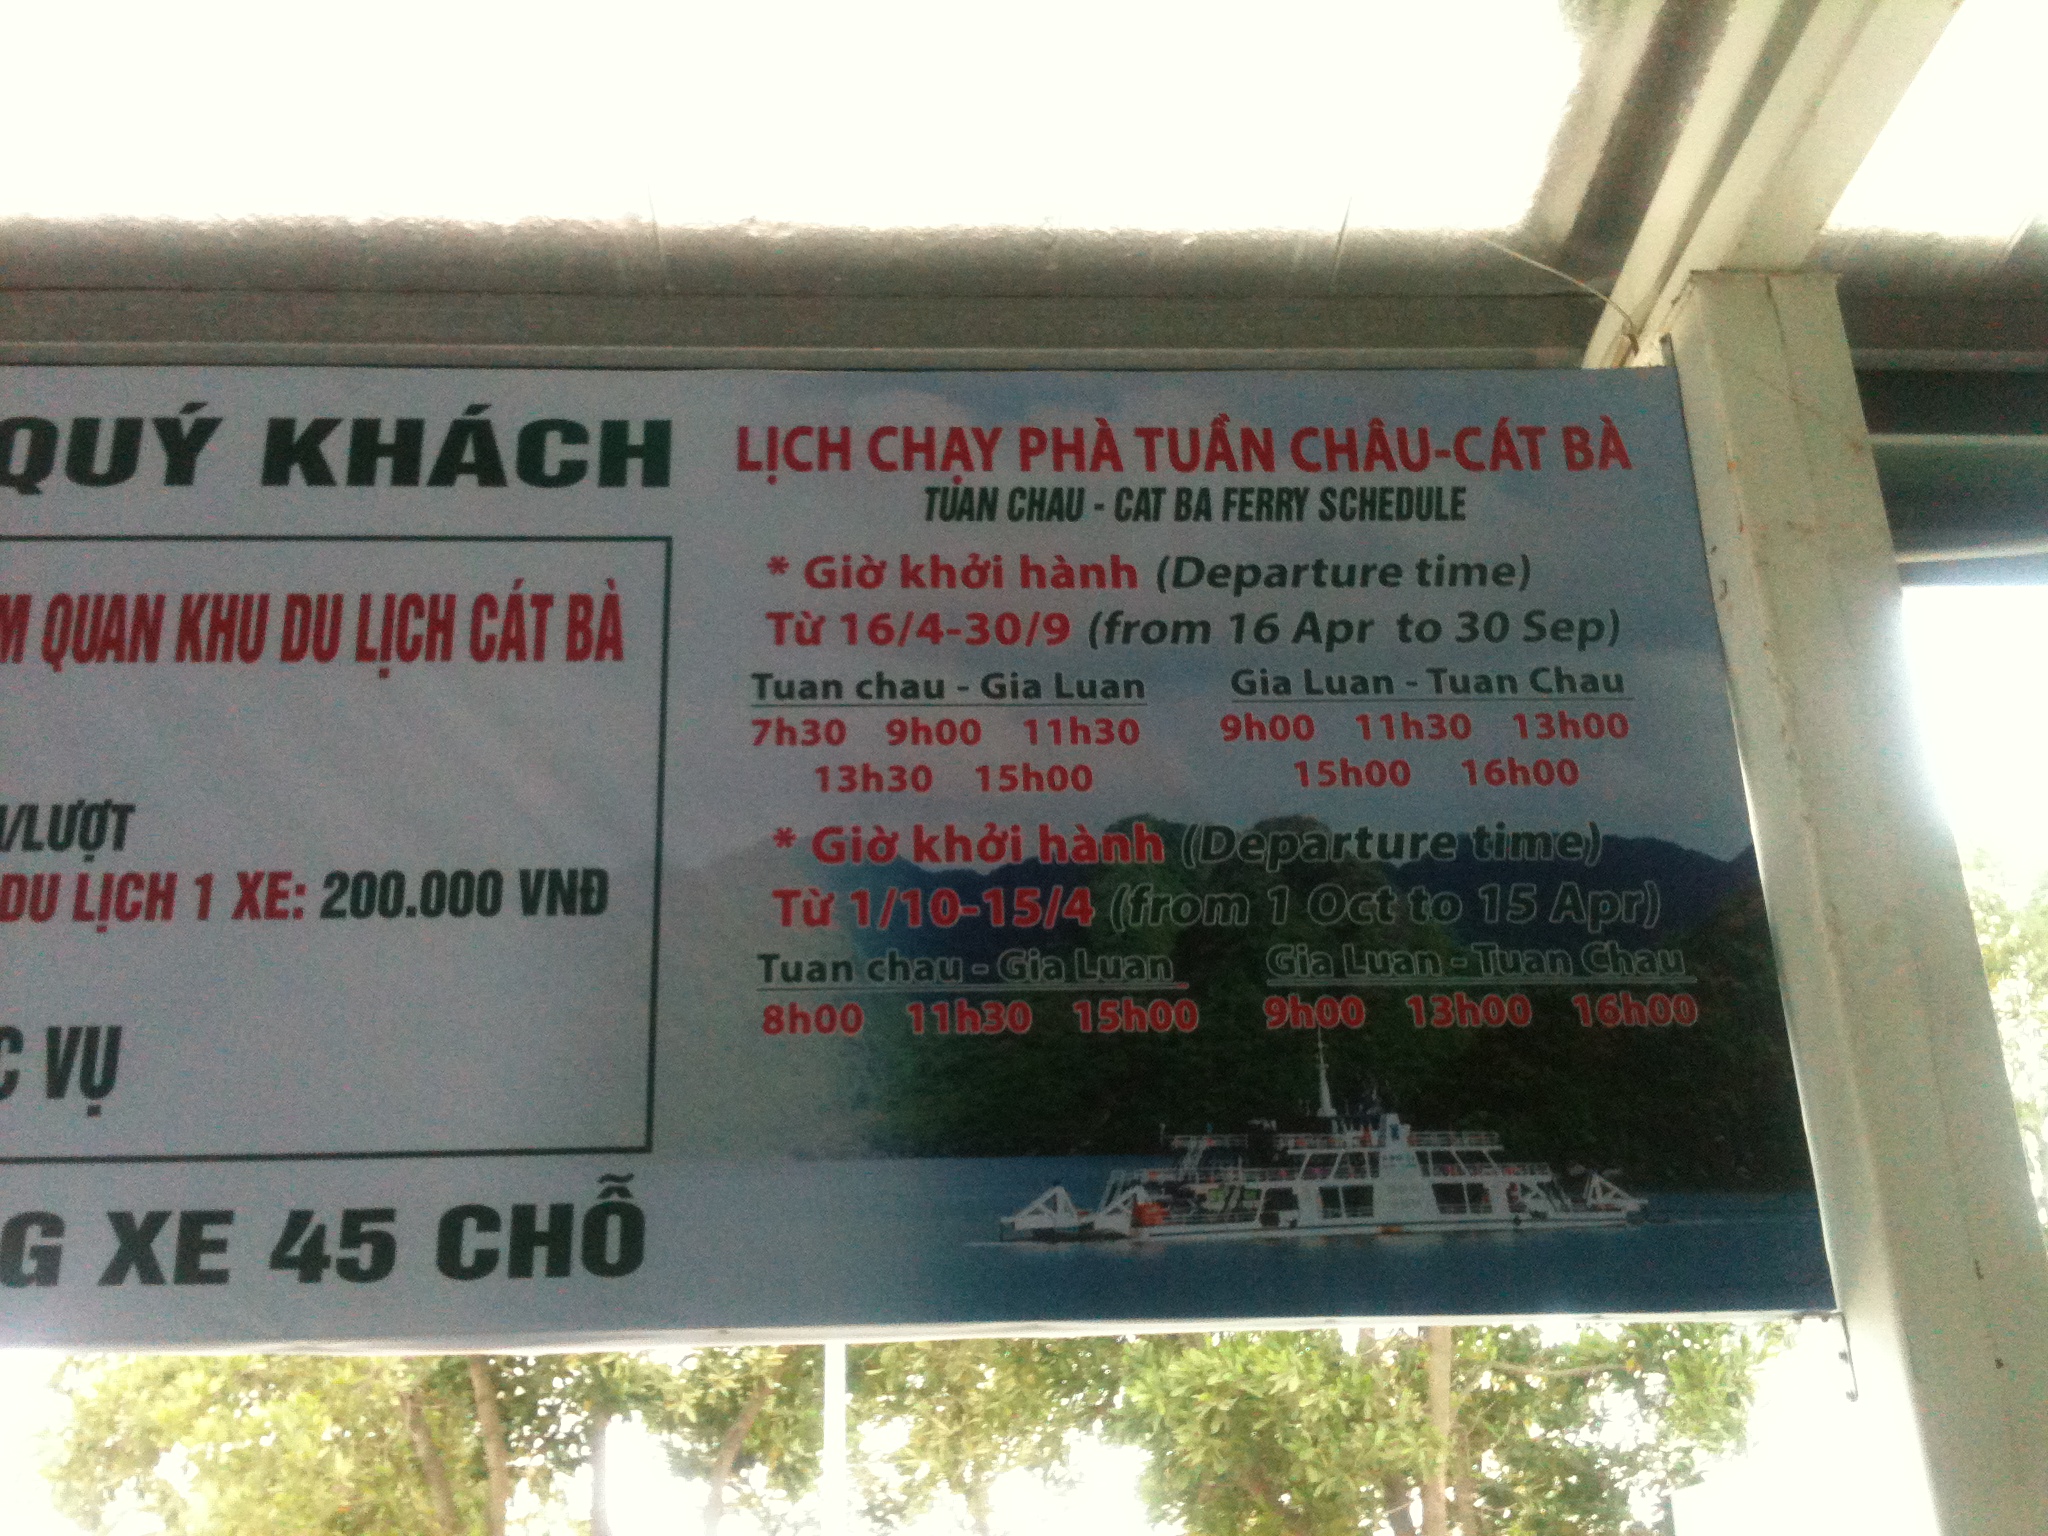 QUÝ KHÁCH
M QUAN KHU DU LỊCH CÁT BÀ
/LƯỢT
DU LỊCH 1 XE: 200.000 VNĐ
C VỤ
G XE 45 CHỖ
LỊCH CHẠY PHÀ TUẦN CHÂU-CÁT BÀ
TUAN CHAU - CAT BA FERRY SCHEDULE
* Giờ khởi hành (Departure time)
Từ 16/4-30/9 (from 16 Apr to 30 Sep)
Tuan chau - Gia Luan
7h30 9h00 11h30
13h30 15h00
Gia Luan - Tuan Chau
9h00 11h30 13h00
15h00 16h00
* Giờ khởi hành (Departure time)
Từ 1/10-15/4 (from 1 Oct to 15 Apr)
Tuan chau - Gia Luan
8h00 11h30 15h00
Gia Luan - Tuan Chau
9h00 13h00 16h00